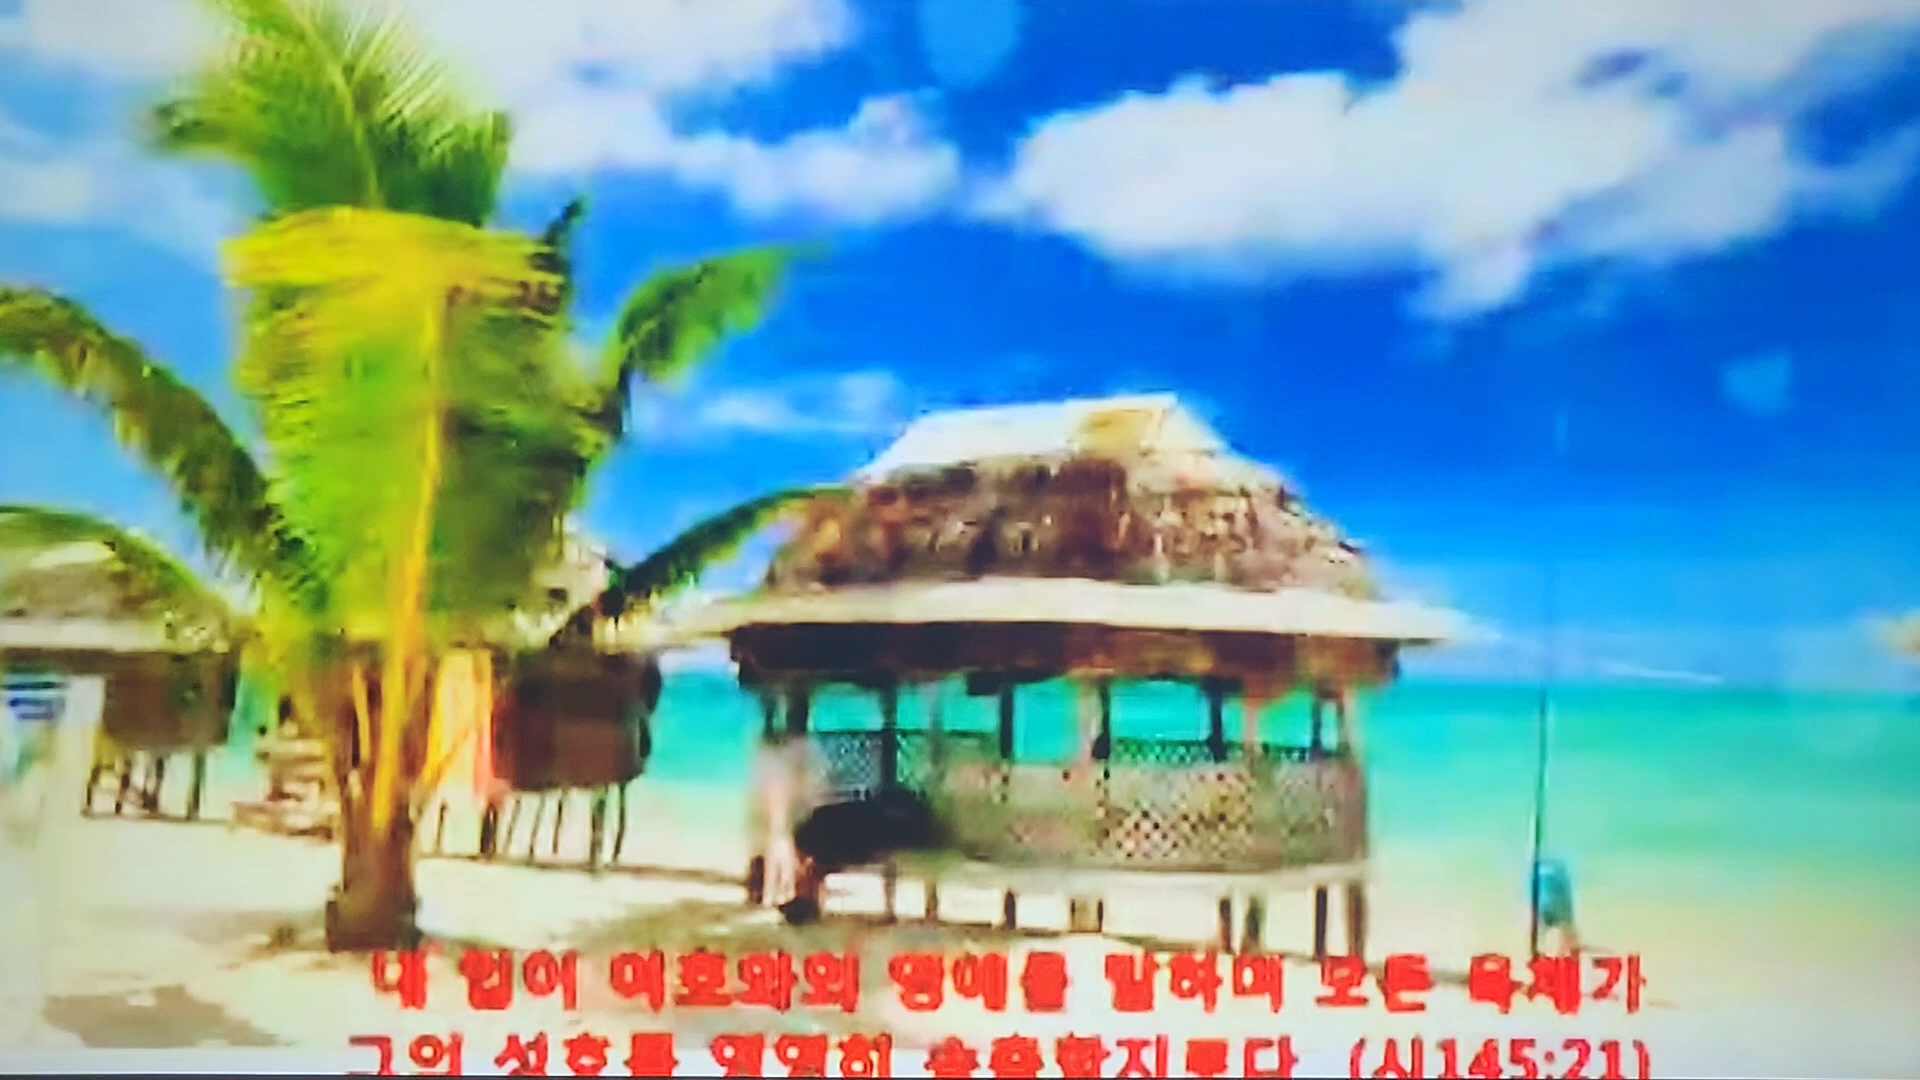 내 입이 여호와의 영예를 말하며 모든 육체가
그의 성호를 영영히 송축할지로다 (시145:21)